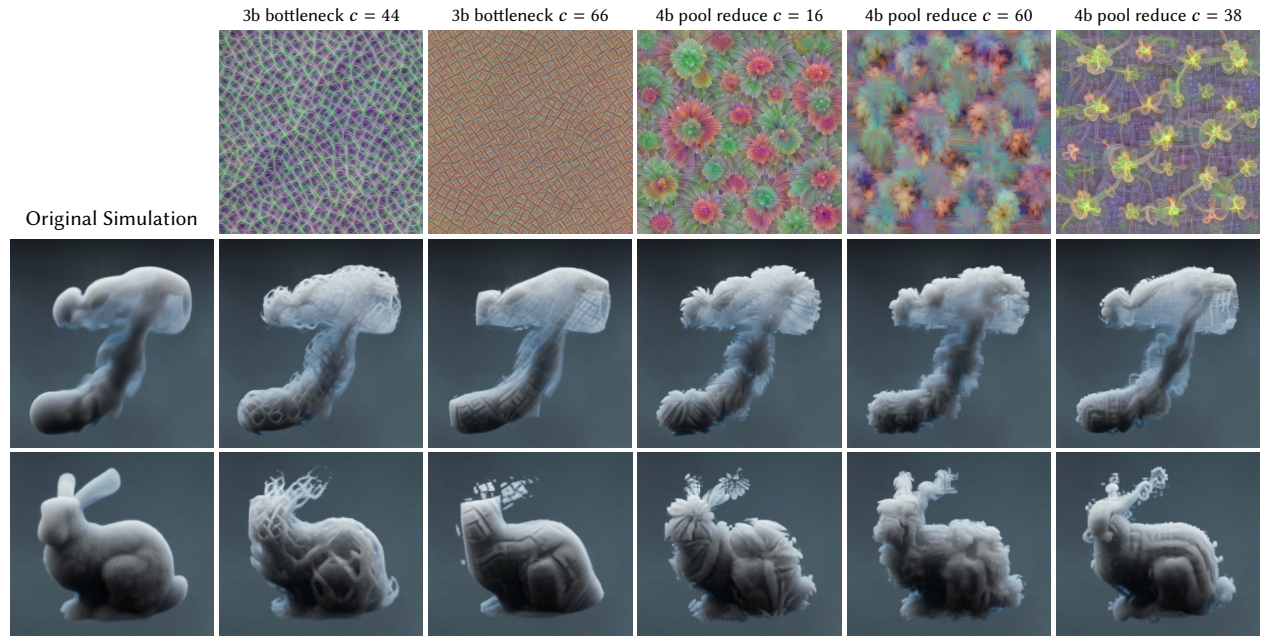 3b bottleneck c = 44
3b bottleneck c = 66
4b pool reduce c = 16
4b pool reduce c = 60
4b pool reduce c = 38
Original Simulation